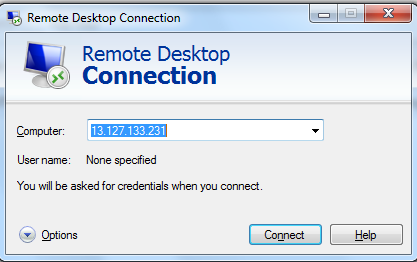 Remote Desktop Connection
Remote Desktop
Connection
Computer: 13.127.133.231
User name: None specified
You will be asked for credentials when you connect.
Options Connect Help